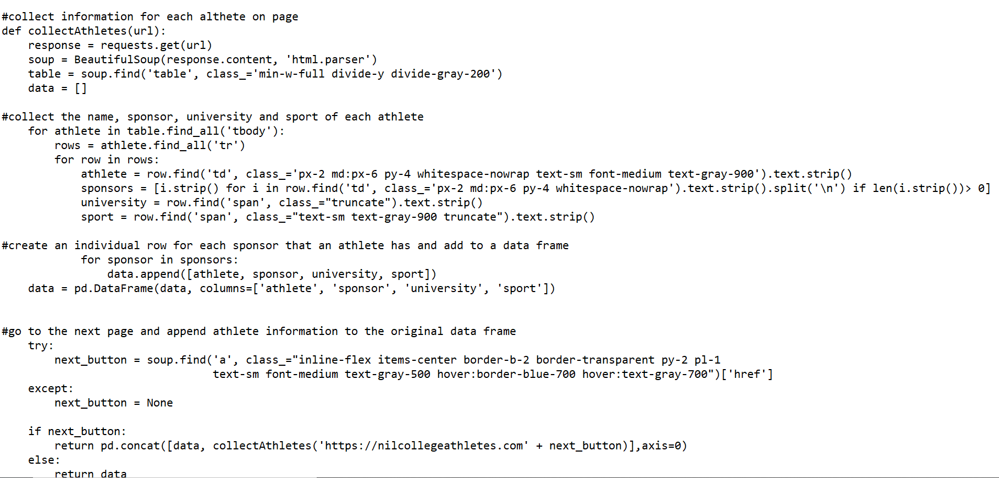 #collect information for each althete on page
def collectAthletes(url):
    response = requests.get(url)
    soup = BeautifulSoup(response.content, 'html.parser')
    table = soup.find('table', class_='min-w-full divide-y divide-gray-200')
    data = []

#collect the name, sponsor, university and sport of each athlete
    for athlete in table.find_all('tbody'):
        rows = athlete.find_all('tr')
        for row in rows:
            athlete = row.find('td', class_='px-2 md:px-6 py-4 whitespace-nowrap text-sm font-medium text-gray-900').text.strip()
            sponsors = [i.strip() for i in row.find('td', class_='px-2 md:px-6 py-4 whitespace-nowrap').text.strip().split('\n') if len(i.strip())> 0]
            university = row.find('span', class_="truncate").text.strip()
            sport = row.find('span', class_="text-sm text-gray-900 truncate").text.strip()

#create an individual row for each sponsor that an athlete has and add to a data frame
            for sponsor in sponsors:
                data.append([athlete, sponsor, university, sport])
    data = pd.DataFrame(data, columns=['athlete', 'sponsor', 'university', 'sport'])


#go to the next page and append athlete information to the original data frame
    try:
        next_button = soup.find('a', class_="inline-flex items-center border-b-2 border-transparent py-2 pl-1
                                text-sm font-medium text-gray-500 hover:border-blue-700 hover:text-gray-700")['href']
    except:
        next_button = None

    if next_button:
        return pd.concat([data, collectAthletes('https://nilcollegeathletes.com' + next_button)],axis=0)
    else:
        return data